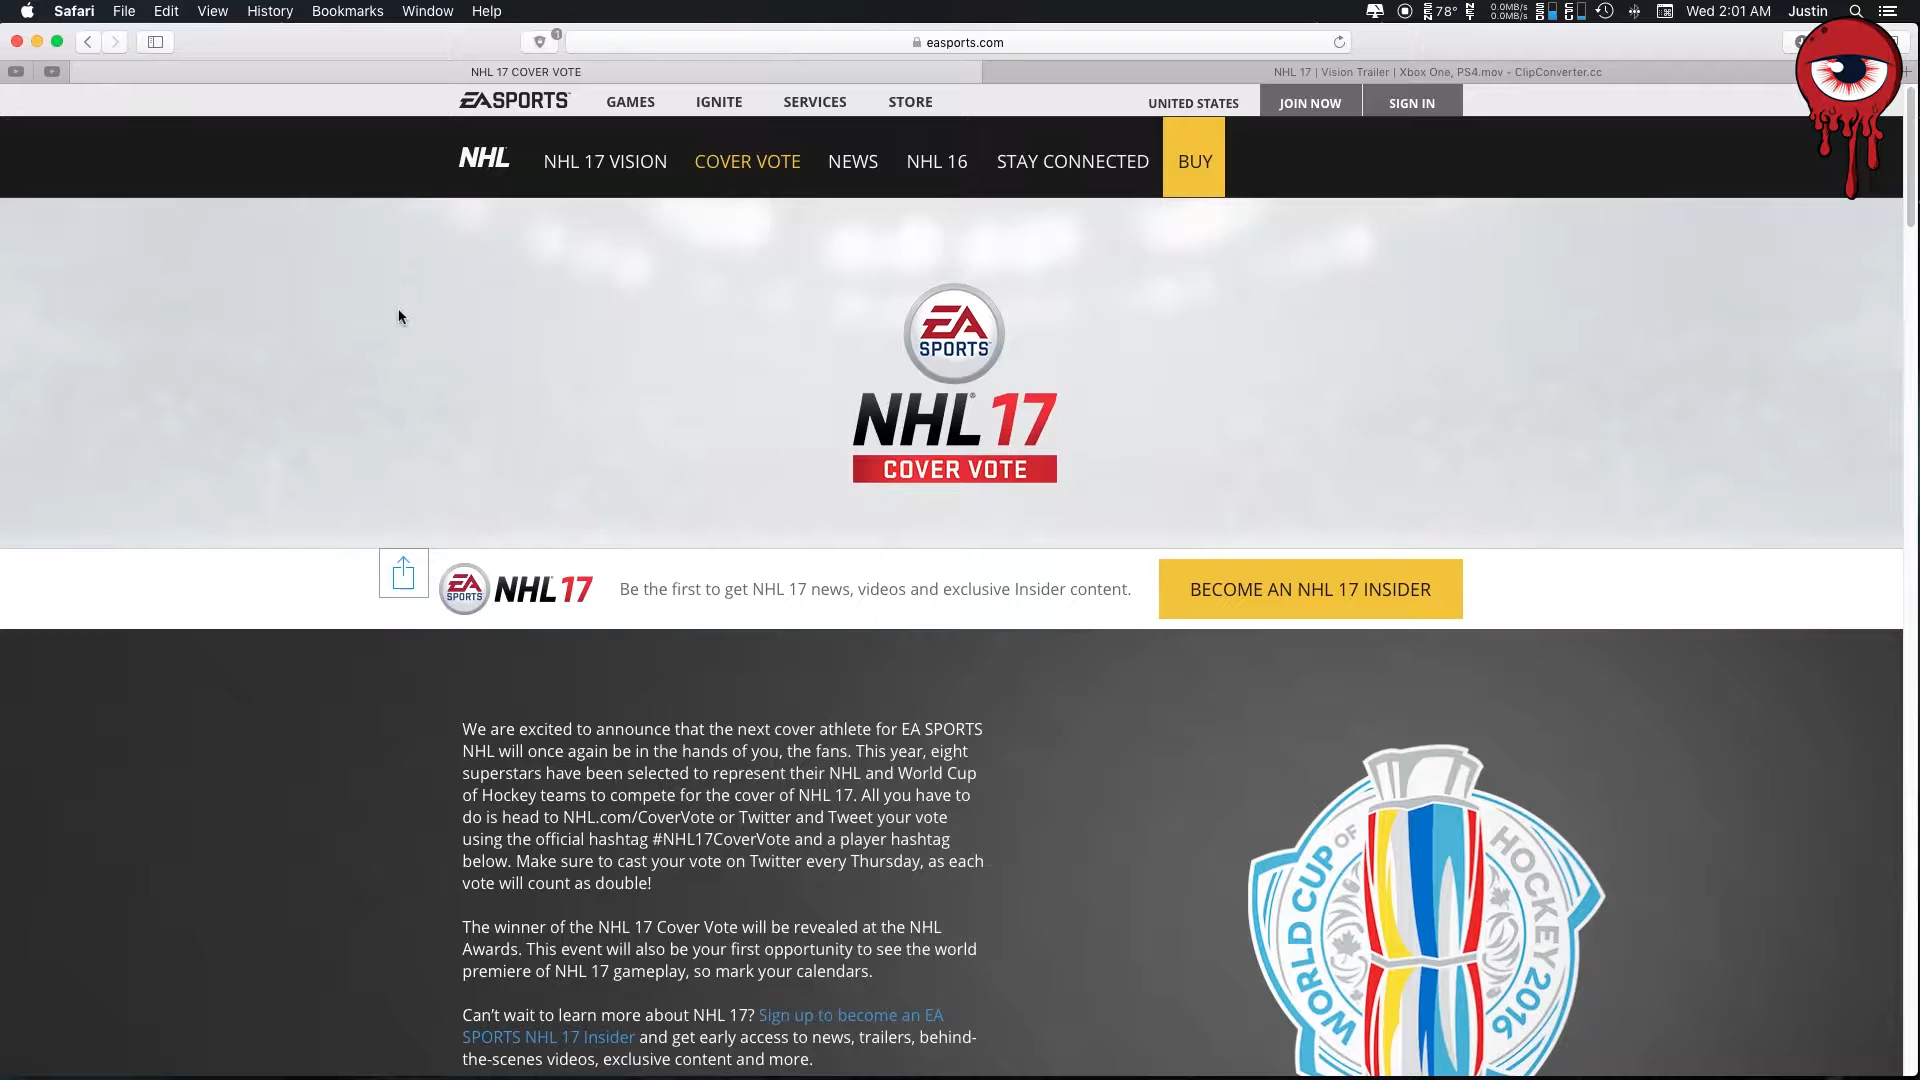 Safari File Edit View History Bookmarks Window Help
78° 0.0MB/s 0.0MB/s Wed 2:01 AM Justin
1
easports.com
NHL 17 COVER VOTE
NHL 17 | Vision Trailer | Xbox One, PS4.mov - ClipConverter.cc
EA SPORTS GAMES IGNITE SERVICES STORE UNITED STATES JOIN NOW SIGN IN
NHL NHL 17 VISION COVER VOTE NEWS NHL 16 STAY CONNECTED BUY
EA
SPORTS
NHL 17
COVER VOTE
EA SPORTS NHL 17 Be the first to get NHL 17 news, videos and exclusive Insider content. BECOME AN NHL 17 INSIDER
We are excited to announce that the next cover athlete for EA SPORTS
NHL will once again be in the hands of you, the fans. This year, eight
superstars have been selected to represent their NHL and World Cup
of Hockey teams to compete for the cover of NHL 17. All you have to
do is head to NHL.com/CoverVote or Twitter and Tweet your vote
using the official hashtag #NHL17CoverVote and a player hashtag
below. Make sure to cast your vote on Twitter every Thursday, as each
vote will count as double!
The winner of the NHL 17 Cover Vote will be revealed at the NHL
Awards. This event will also be your first opportunity to see the world
premiere of NHL 17 gameplay, so mark your calendars.
Can't wait to learn more about NHL 17? Sign up to become an EA
SPORTS NHL 17 Insider and get early access to news, trailers, behind-
the-scenes videos, exclusive content and more.
WORLD CUP OF HOCKEY 2016